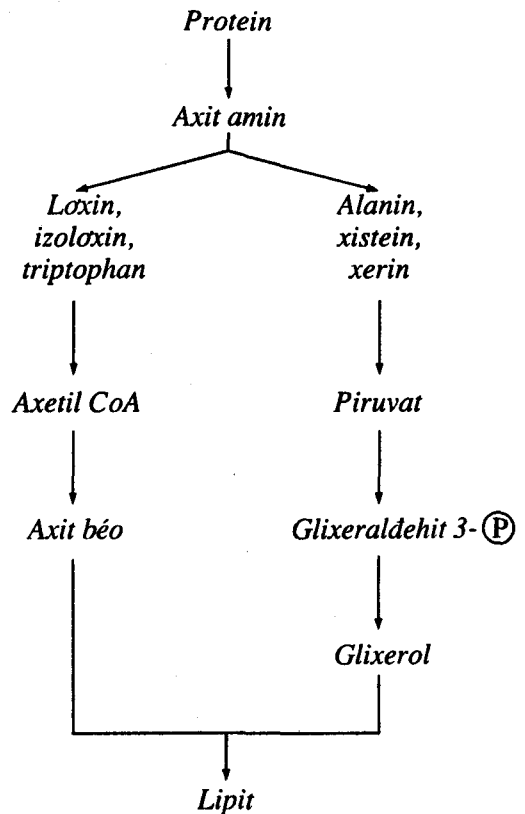 Protein
Axit amin
Lơxin,
izolơxin,
triptophan
Alanin,
xistein,
xerin
Axetil CoA
Piruvat
Axit béo
Glixeralđehit 3- P
Glixerol
Lipit